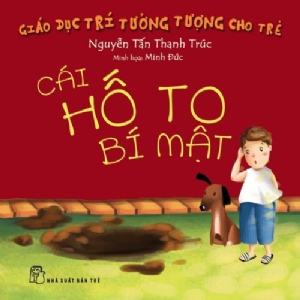 GIÁO DỤC TRÍ TƯỞNG TƯỢNG CHO TRẺ
Nguyễn Tấn Thanh Trúc
Minh họa: Minh Đức
CÁI
HỐ TO
BÍ MẬT
NHÀ XUẤT BẢN TRẺ